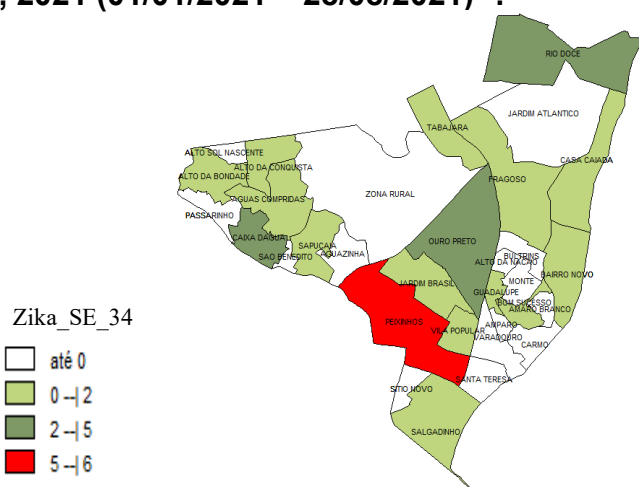 , 2021 (01/01/2021 – 28/08/2021)
RIO DOCE
JARDIM ATLANTICO
TABAJARA
CASA CAIADA
ALTO SOL NASCENTE
ALTO DA CONQUISTA
ALTO DA BONDADE
FRAGOSO
ZONA RURAL
AGUAS COMPRIDAS
PASSARINHO
CAIXA DAGUA
OURO PRETO
SAPUCAIA
AGUAZINHA
SAO BENEDITO
BULTRINS
ALTO DA NACAO
BAIRRO NOVO
MONTE
JARDIM BRASIL
GUADALUPE
BOM SUCESSO
AMARO BRANCO
PEIXINHOS
VILA POPULAR
AMPARO
VARADOURO
CARMO
SANTA TERESA
SITIO NOVO
SALGADINHO
Zika_SE_34
até 0
0 --| 2
2 --| 5
5 --| 6